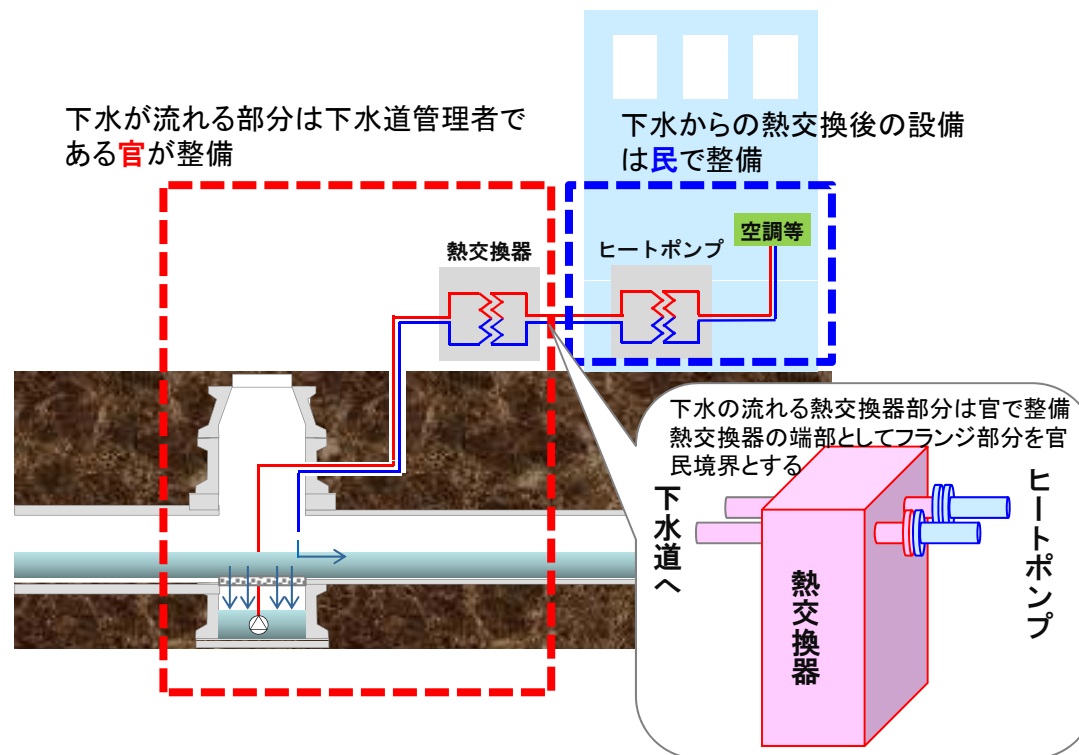 下水が流れる部分は下水道管理者で
ある官が整備
下水からの熱交換後の設備
は民で整備
熱交換器
ヒートポンプ
空調等
下水の流れる熱交換器部分は官で整備
熱交換器の端部としてフランジ部分を官
民境界とする
下水道へ
熱交換器
ヒートポンプ